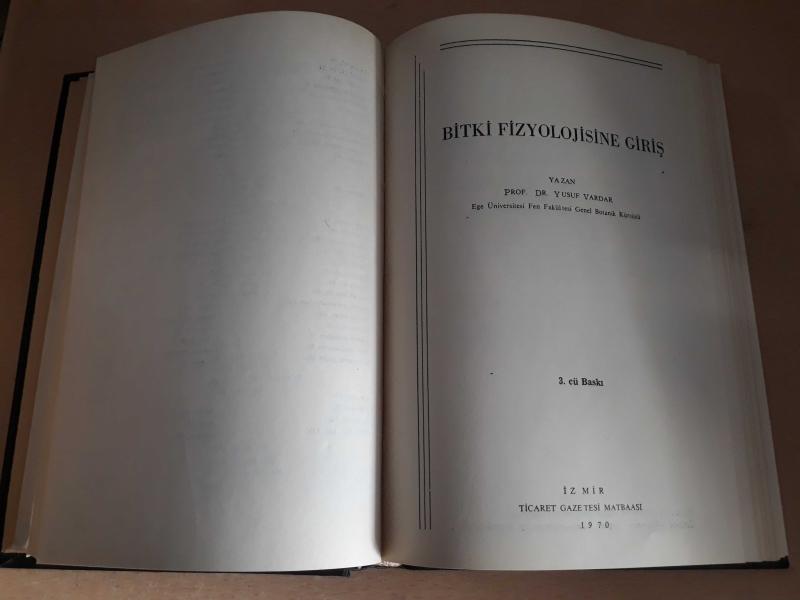 BİTKİ FİZYOLOJİSİNE GİRİŞ
YAZAN
PROF. DR. YUSUF VARDAR
Ege Üniversitesi Fen Fakültesi Genel Botanik Kürsüsü
3. cü Baskı
İZMİR
TİCARET GAZETESİ MATBAASI
1970